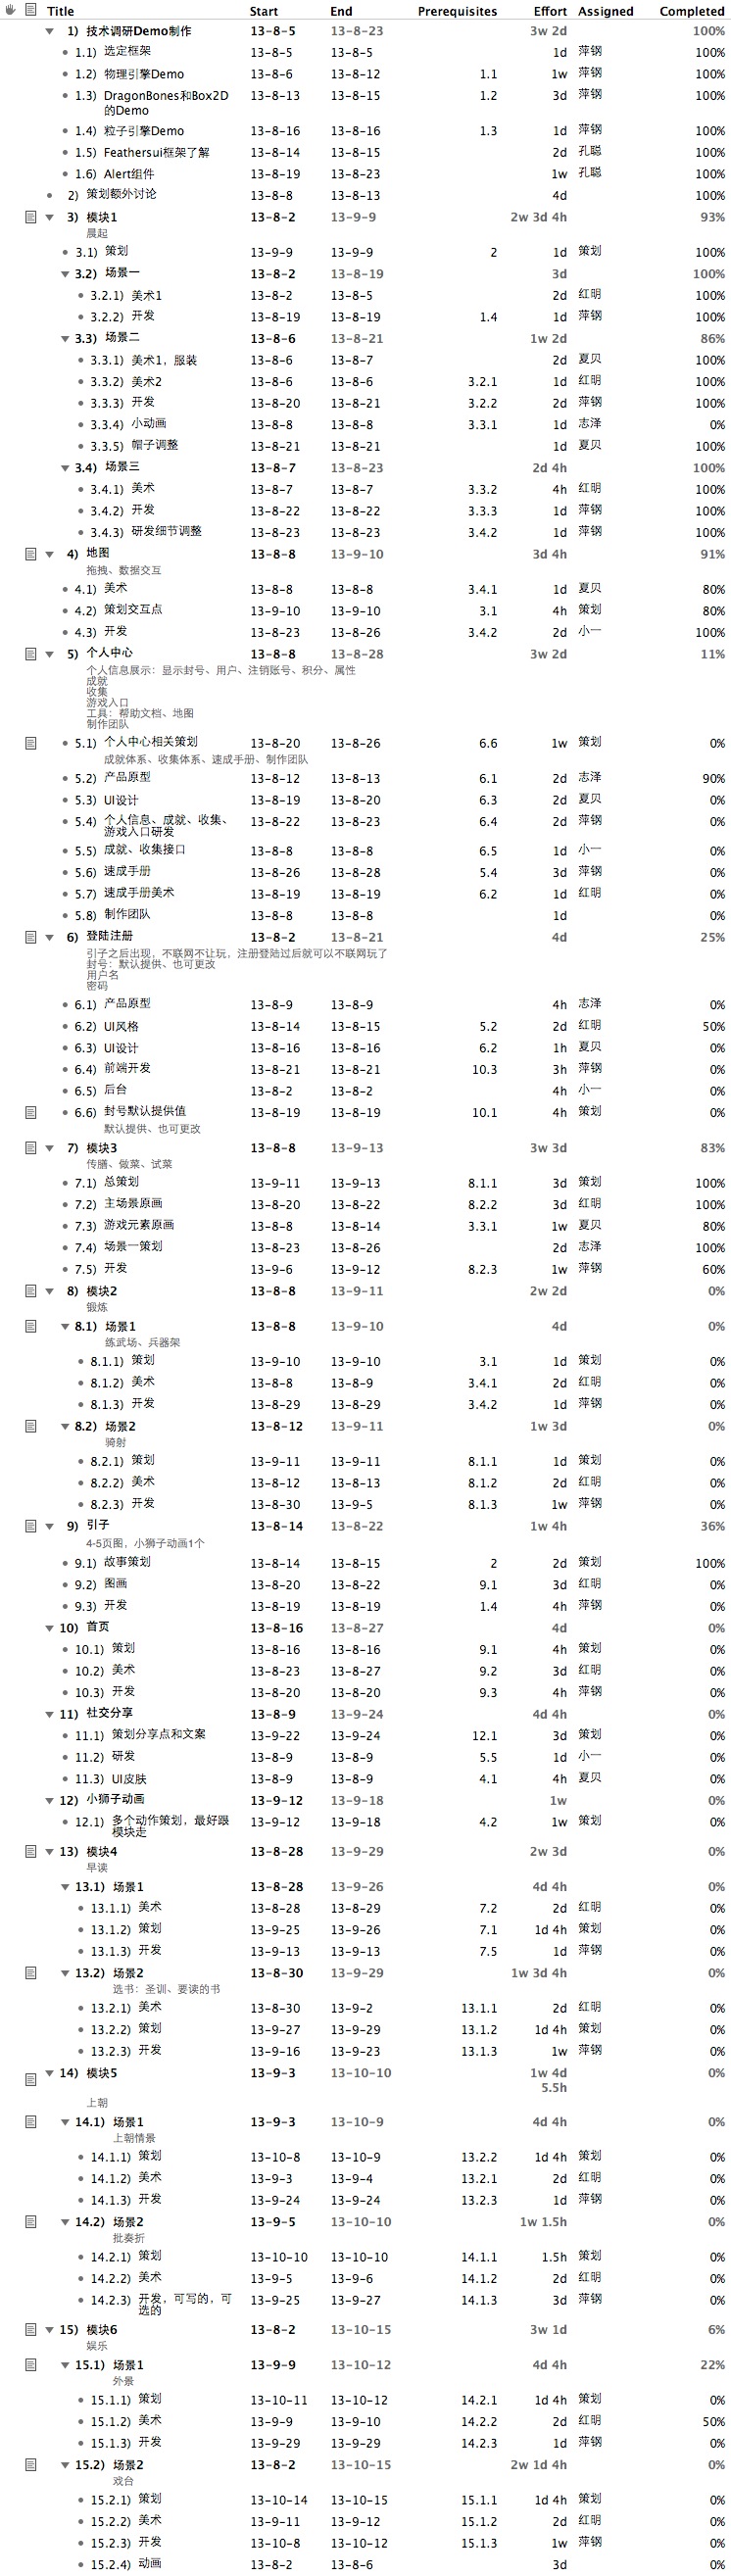 Title Start End Prerequisites Effort Assigned Completed
1) 技术调研Demo制作 13-8-5 13-8-23 3w 2d 100%
1.1) 选定框架 13-8-5 13-8-5 1d 萍钢 100%
1.2) 物理引擎Demo 13-8-6 13-8-12 1.1 1w 萍钢 100%
1.3) DragonBones和Box2D 13-8-13 13-8-15 1.2 3d 萍钢 100%
的Demo
1.4) 粒子引擎Demo 13-8-16 13-8-16 1.3 1d 萍钢 100%
1.5) Feathersui框架了解 13-8-14 13-8-15 2d 孔聪 100%
1.6) Alert组件 13-8-19 13-8-23 1w 孔聪 100%
2) 策划额外讨论 13-8-8 13-8-13 4d 100%
3) 模块1 13-8-2 13-9-9 2w 3d 4h 93%
晨起
3.1) 策划 13-9-9 13-9-9 2 1d 策划 100%
3.2) 场景一 13-8-2 13-8-19 3d 100%
3.2.1) 美术1 13-8-2 13-8-5 2d 红明 100%
3.2.2) 开发 13-8-19 13-8-19 1.4 1d 萍钢 100%
3.3) 场景二 13-8-6 13-8-21 1w 2d 86%
3.3.1) 美术1，服装 13-8-6 13-8-7 2d 夏贝 100%
3.3.2) 美术2 13-8-6 13-8-6 3.2.1 1d 红明 100%
3.3.3) 开发 13-8-20 13-8-21 3.2.2 2d 萍钢 100%
3.3.4) 小动画 13-8-8 13-8-8 3.3.1 1d 志泽 0%
3.3.5) 帽子调整 13-8-21 13-8-21 1d 夏贝 100%
3.4) 场景三 13-8-7 13-8-23 2d 4h 100%
3.4.1) 美术 13-8-7 13-8-7 3.3.2 4h 红明 100%
3.4.2) 开发 13-8-22 13-8-22 3.3.3 1d 萍钢 100%
3.4.3) 研发细节调整 13-8-23 13-8-23 3.4.2 1d 萍钢 100%
4) 地图 13-8-8 13-9-10 3d 4h 91%
拖拽、数据交互
4.1) 美术 13-8-8 13-8-8 3.4.1 1d 夏贝 80%
4.2) 策划交互点 13-9-10 13-9-10 3.1 4h 策划 80%
4.3) 开发 13-8-23 13-8-26 3.4.2 2d 小一 100%
5) 个人中心 13-8-8 13-8-28 3w 2d 11%
个人信息展示：显示封号、用户、注销账号、积分、属性
成就
收集
游戏入口
工具：帮助文档、地图
制作团队
5.1) 个人中心相关策划 13-8-20 13-8-26 6.6 1w 策划 0%
成就体系、收集体系、速成手册、制作团队
5.2) 产品原型 13-8-12 13-8-13 6.1 2d 志泽 90%
5.3) UI设计 13-8-19 13-8-20 6.3 2d 夏贝 0%
5.4) 个人信息、成就、收集、 13-8-22 13-8-23 6.4 2d 萍钢 0%
游戏入口研发
5.5) 成就、收集接口 13-8-8 13-8-8 6.5 1d 小一 0%
5.6) 速成手册 13-8-26 13-8-28 5.4 3d 萍钢 0%
5.7) 速成手册美术 13-8-19 13-8-19 6.2 1d 红明 0%
5.8) 制作团队 13-8-8 13-8-8 1d 0%
6) 登陆注册 13-8-2 13-8-21 4d 25%
引子之后出现，不联网不让玩，注册登陆过后就可以不联网玩了
封号：默认提供、也可更改
用户名
密码
6.1) 产品原型 13-8-9 13-8-9 4h 志泽 0%
6.2) UI风格 13-8-14 13-8-15 5.2 2d 红明 50%
6.3) UI设计 13-8-16 13-8-16 6.2 1h 夏贝 0%
6.4) 前端开发 13-8-21 13-8-21 10.3 3h 萍钢 0%
6.5) 后台 13-8-2 13-8-2 4h 小一 0%
6.6) 封号默认提供值 13-8-19 13-8-19 10.1 4h 策划 0%
默认提供、也可更改
7) 模块3 13-8-8 13-9-13 3w 3d 83%
传膳、做菜、试菜
7.1) 总策划 13-9-11 13-9-13 8.1.1 3d 策划 100%
7.2) 主场景原画 13-8-20 13-8-22 8.2.2 3d 红明 100%
7.3) 游戏元素原画 13-8-8 13-8-14 3.3.1 1w 夏贝 80%
7.4) 场景一策划 13-8-23 13-8-26 2d 志泽 100%
7.5) 开发 13-9-6 13-9-12 8.2.3 1w 萍钢 60%
8) 模块2 13-8-8 13-9-11 2w 2d 0%
锻炼
8.1) 场景1 13-8-8 13-9-10 4d 0%
练武场、兵器架
8.1.1) 策划 13-9-10 13-9-10 3.1 1d 策划 0%
8.1.2) 美术 13-8-8 13-8-9 3.4.1 2d 红明 0%
8.1.3) 开发 13-8-29 13-8-29 3.4.2 1d 萍钢 0%
8.2) 场景2 13-8-12 13-9-11 1w 3d 0%
骑射
8.2.1) 策划 13-9-11 13-9-11 8.1.1 1d 策划 0%
8.2.2) 美术 13-8-12 13-8-13 8.1.2 2d 红明 0%
8.2.3) 开发 13-8-30 13-9-5 8.1.3 1w 萍钢 0%
9) 引子 13-8-14 13-8-22 1w 4h 36%
4-5页图，小狮子动画1个
9.1) 故事策划 13-8-14 13-8-15 2 2d 策划 100%
9.2) 图画 13-8-20 13-8-22 9.1 3d 红明 0%
9.3) 开发 13-8-19 13-8-19 1.4 4h 萍钢 0%
10) 首页 13-8-16 13-8-27 4d 0%
10.1) 策划 13-8-16 13-8-16 9.1 4h 策划 0%
10.2) 美术 13-8-23 13-8-27 9.2 3d 红明 0%
10.3) 开发 13-8-20 13-8-20 9.3 4h 萍钢 0%
11) 社交分享 13-8-9 13-9-24 4d 4h 0%
11.1) 策划分享点和文案 13-9-22 13-9-24 12.1 3d 策划 0%
11.2) 研发 13-8-9 13-8-9 5.5 1d 小一 0%
11.3) UI皮肤 13-8-9 13-8-9 4.1 4h 夏贝 0%
12) 小狮子动画 13-9-12 13-9-18 1w 0%
12.1) 多个动作策划，最好跟 13-9-12 13-9-18 4.2 1w 策划 0%
模块走
13) 模块4 13-8-28 13-9-29 2w 3d 0%
早读
13.1) 场景1 13-8-28 13-9-26 4d 4h 0%
13.1.1) 美术 13-8-28 13-8-29 7.2 2d 红明 0%
13.1.2) 策划 13-9-25 13-9-26 7.1 1d 4h 策划 0%
13.1.3) 开发 13-9-13 13-9-13 7.5 1d 萍钢 0%
13.2) 场景2 13-8-30 13-9-29 1w 3d 4h 0%
选书：圣训、要读的书
13.2.1) 美术 13-8-30 13-9-2 13.1.1 2d 红明 0%
13.2.2) 策划 13-9-27 13-9-29 13.1.2 1d 4h 策划 0%
13.2.3) 开发 13-9-16 13-9-23 13.1.3 1w 萍钢 0%
14) 模块5 13-9-3 13-10-10 1w 4d 0%
5.5h
上朝
14.1) 场景1 13-9-3 13-10-9 4d 4h 0%
上朝情景
14.1.1) 策划 13-10-8 13-10-9 13.2.2 1d 4h 策划 0%
14.1.2) 美术 13-9-3 13-9-4 13.2.1 2d 红明 0%
14.1.3) 开发 13-9-24 13-9-24 13.2.3 1d 萍钢 0%
14.2) 场景2 13-9-5 13-10-10 1w 1.5h 0%
批奏折
14.2.1) 策划 13-10-10 13-10-10 14.1.1 1.5h 策划 0%
14.2.2) 美术 13-9-5 13-9-6 14.1.2 2d 红明 0%
14.2.3) 开发，可写的，可 13-9-25 13-9-27 14.1.3 3d 萍钢 0%
选的
15) 模块6 13-8-2 13-10-15 3w 1d 6%
娱乐
15.1) 场景1 13-9-9 13-10-12 4d 4h 22%
外景
15.1.1) 策划 13-10-11 13-10-12 14.2.1 1d 4h 策划 0%
15.1.2) 美术 13-9-9 13-9-10 14.2.2 2d 红明 50%
15.1.3) 开发 13-9-29 13-9-29 14.2.3 1d 萍钢 0%
15.2) 场景2 13-8-2 13-10-15 2w 1d 4h 0%
戏台
15.2.1) 策划 13-10-14 13-10-15 15.1.1 1d 4h 策划 0%
15.2.2) 美术 13-9-11 13-9-12 15.1.2 2d 红明 0%
15.2.3) 开发 13-10-8 13-10-12 15.1.3 1w 萍钢 0%
15.2.4) 动画 13-8-2 13-8-6 3d 0%